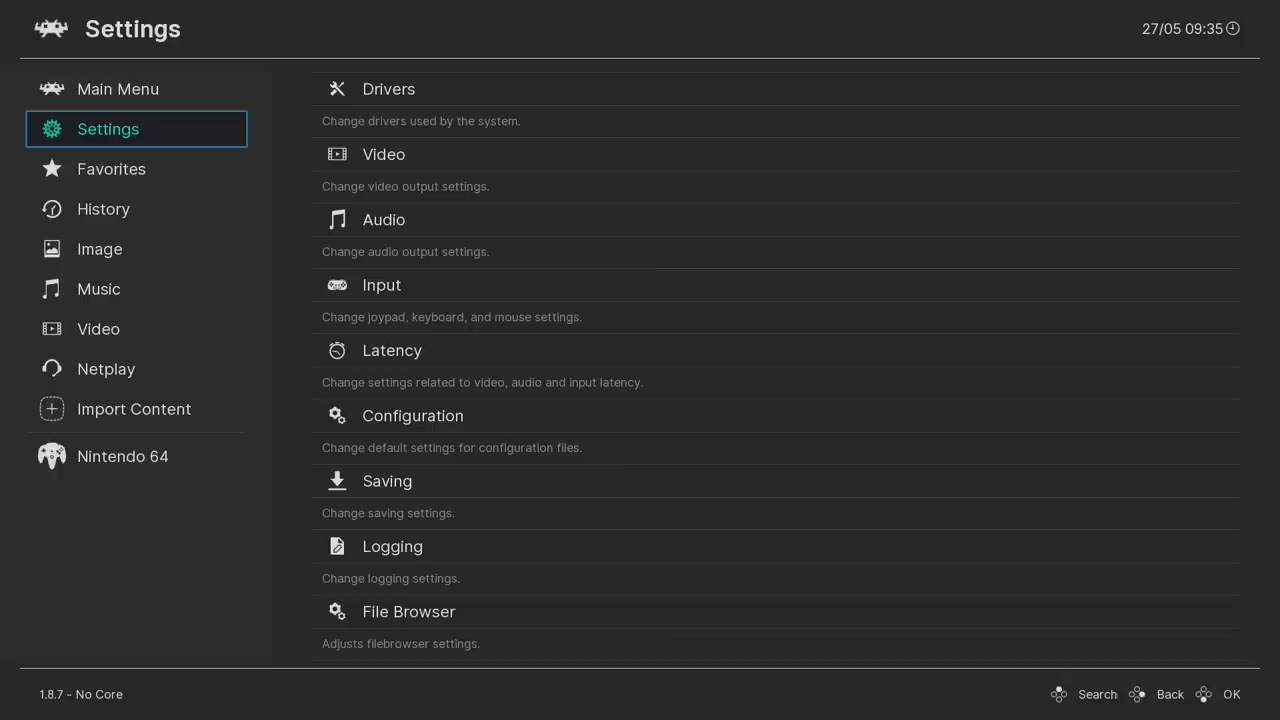 Settings
27/05 09:35
Main Menu
Settings
Favorites
History
Image
Music
Video
Netplay
Import Content
Nintendo 64
Drivers
Change drivers used by the system.
Video
Change video output settings.
Audio
Change audio output settings.
Input
Change joypad, keyboard, and mouse settings.
Latency
Change settings related to video, audio and input latency.
Configuration
Change default settings for configuration files.
Saving
Change saving settings.
Logging
Change logging settings.
File Browser
Adjusts filebrowser settings.
1.8.7 - No Core
Search Back OK